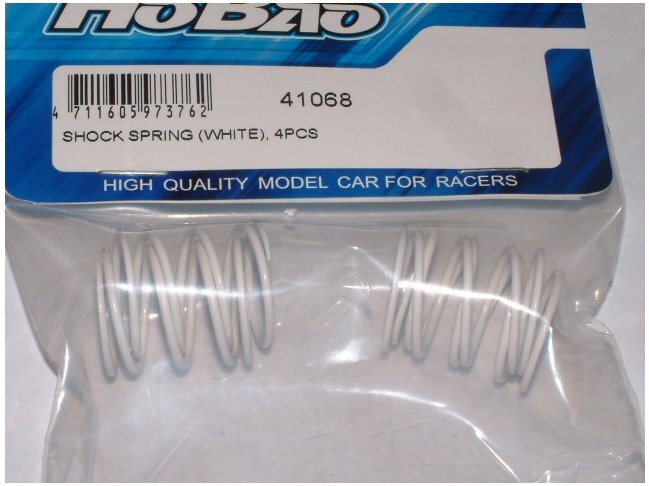 HOBAO
41068
4 711605 973762
SHOCK SPRING (WHITE), 4PCS
HIGH QUALITY MODEL CAR FOR RACERS